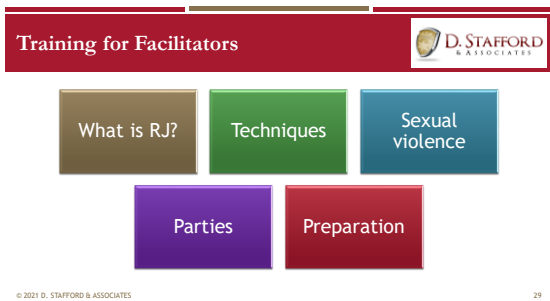 Training for Facilitators
D. STAFFORD
& ASSOCIATES
What is RJ?
Techniques
Sexual
violence
Parties
Preparation
© 2021 D. STAFFORD & ASSOCIATES
29